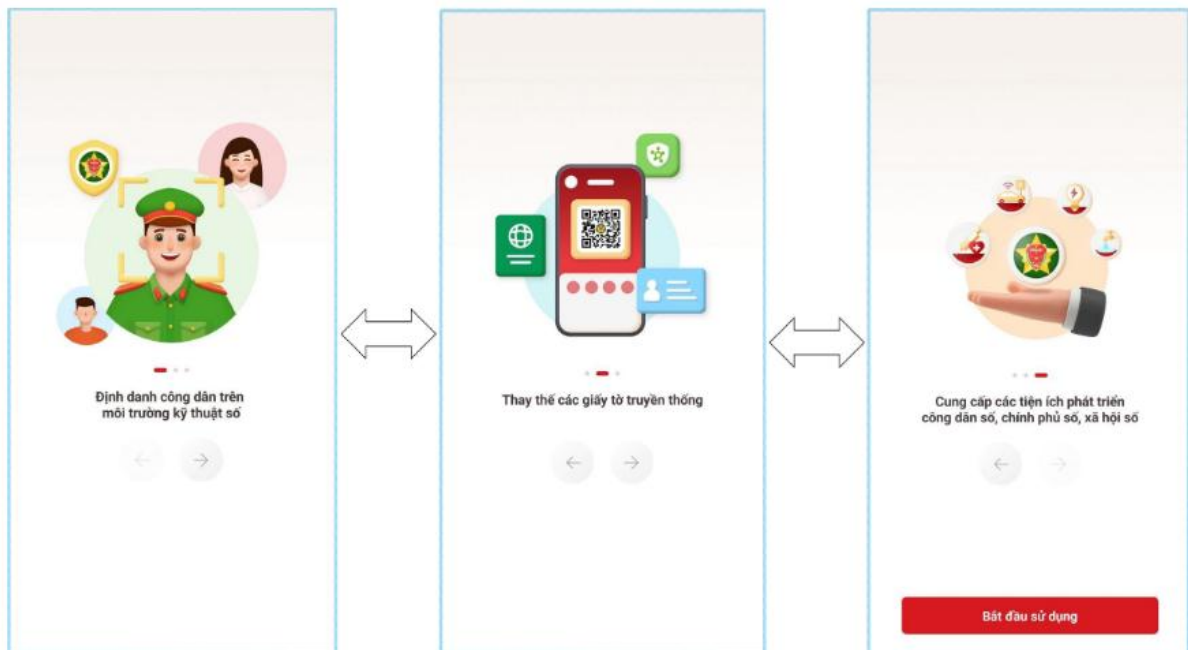 Định danh công dân trên
môi trường kỹ thuật số
Thay thế các giấy tờ truyền thống
Cung cấp các tiện ích phát triển
công dân số, chính phủ số, xã hội số
Bắt đầu sử dụng